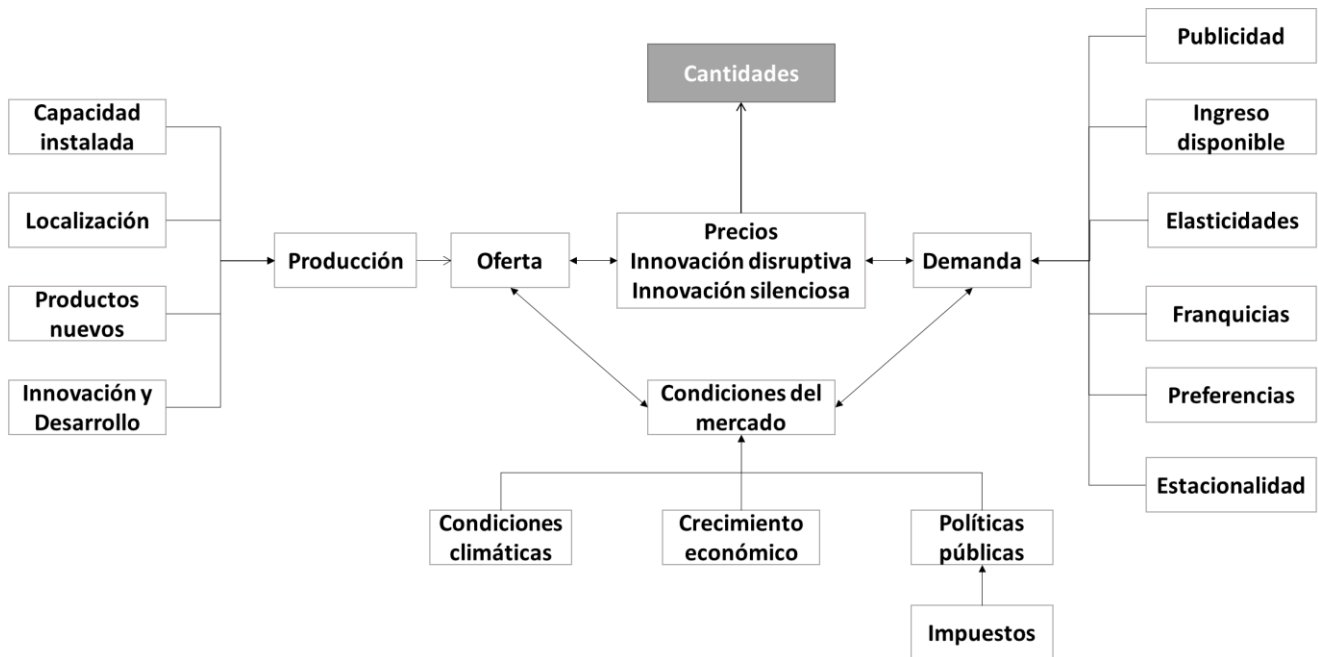 Publicidad
Cantidades
Capacidad
instalada
Ingreso
disponible
Localización
Elasticidades
Precios
Innovación disruptiva
Innovación silenciosa
Producción
Oferta
Demanda
Productos
nuevos
Franquicias
Innovación y
Desarrollo
Condiciones del
mercado
Preferencias
Estacionalidad
Condiciones
climáticas
Crecimiento
económico
Políticas
públicas
Impuestos